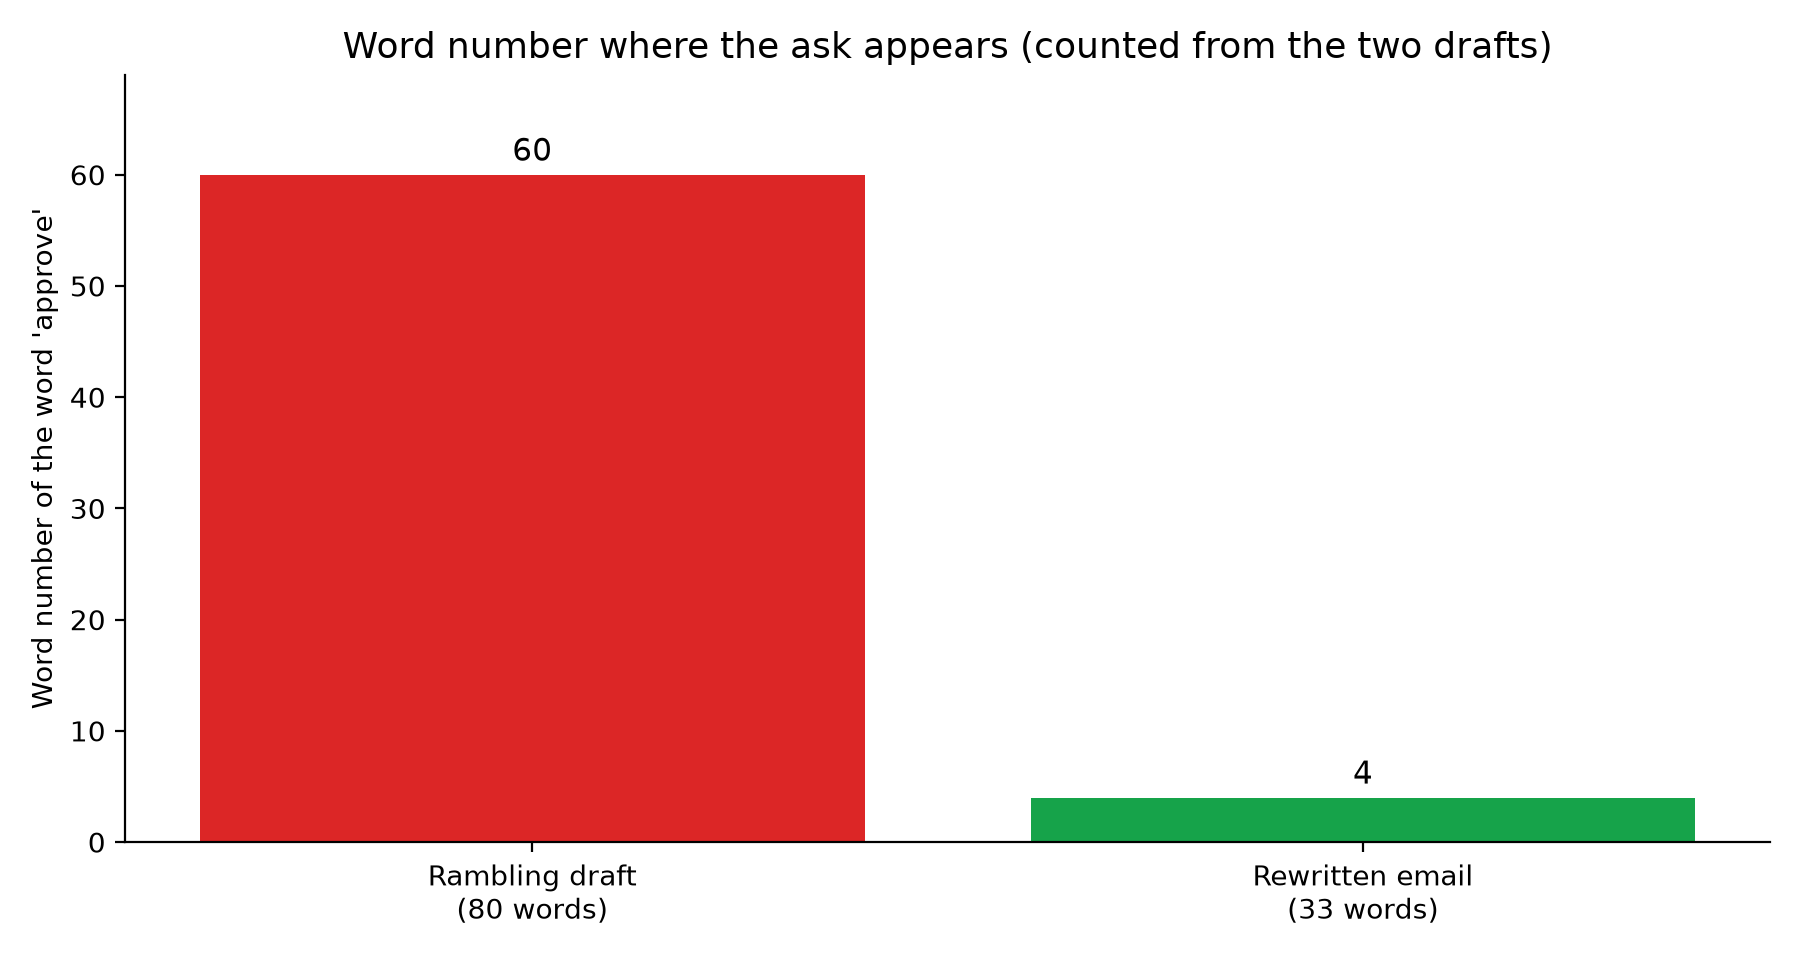 Word number where the ask appears (counted from the two drafts)
Word number of the word 'approve'
60
50
40
30
20
10
0
60
4
Rambling draft
(80 words)
Rewritten email
(33 words)